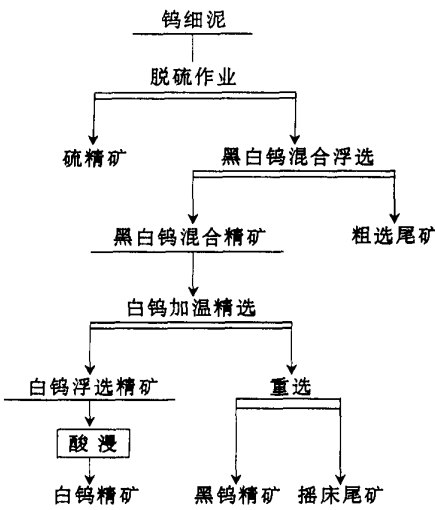 钨细泥
脱硫作业
硫精矿
黑白钨混合浮选
黑白钨混合精矿
粗选尾矿
白钨加温精选
白钨浮选精矿
重选
酸浸
白钨精矿
黑钨精矿
摇床尾矿